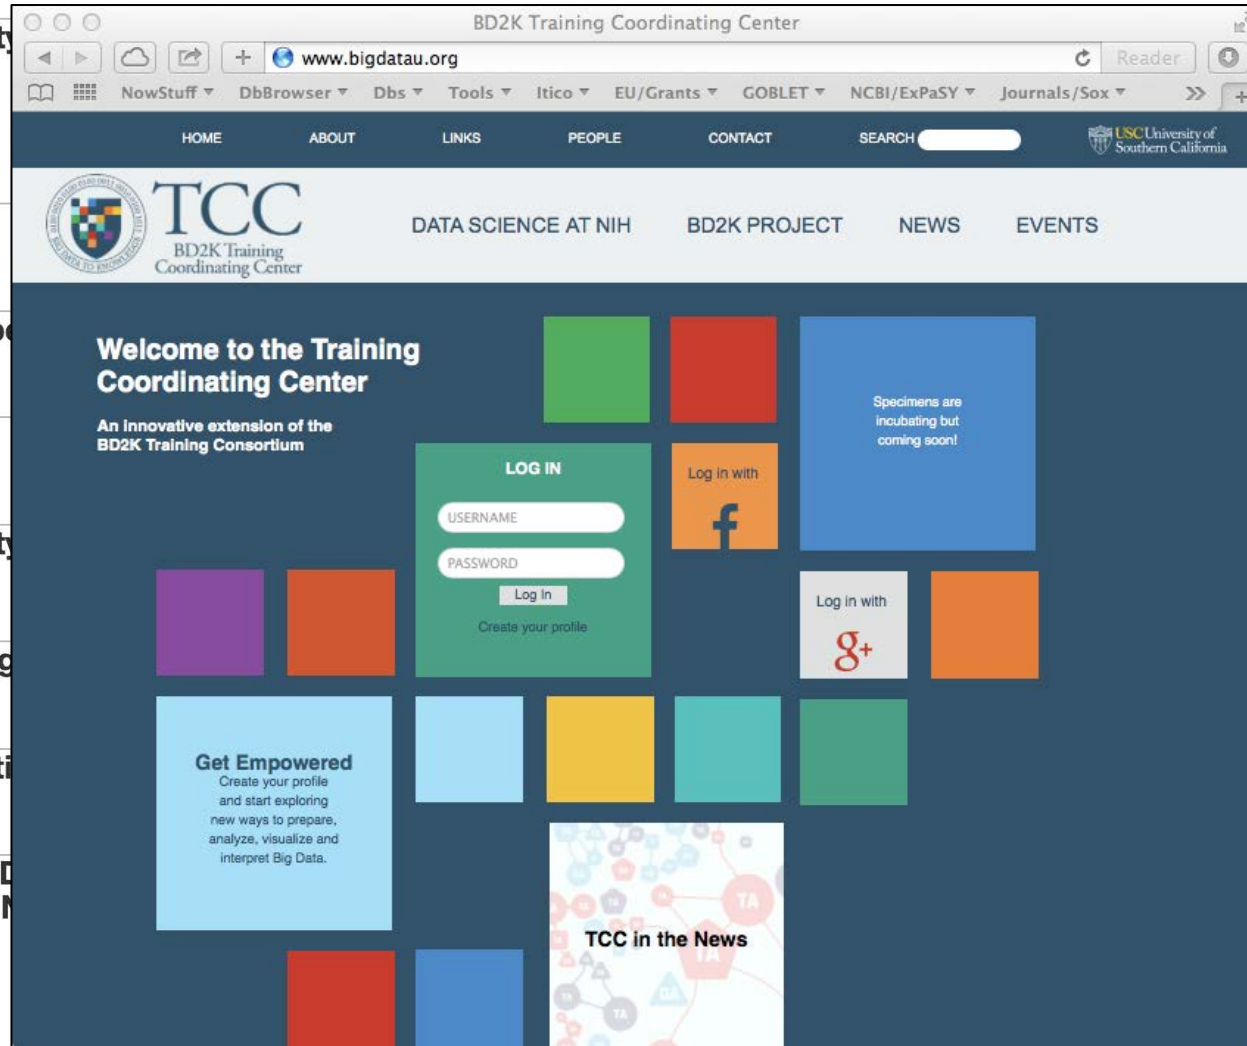 BD2K Training Coordinating Center
www.bigdatau.org
Reader
NowStuff DbBrowser Dbs Tools Itico EU/Grants GOBLET NCBI/ExPaSY Journals/Sox
HOME ABOUT LINKS PEOPLE CONTACT SEARCH
USC University of
Southern California
TCC
BD2K Training
Coordinating Center
DATA SCIENCE AT NIH BD2K PROJECT NEWS EVENTS
Welcome to the Training
Coordinating Center
An innovative extension of the
BD2K Training Consortium
Specimens are
incubating but
coming soon!
LOG IN
USERNAME
PASSWORD
Log In
Create your profile
Log in with
f
Log in with
g+
Get Empowered
Create your profile
and start exploring
new ways to prepare,
analyze, visualize and
interpret Big Data.
TCC in the News
TA
TA
TA
TA